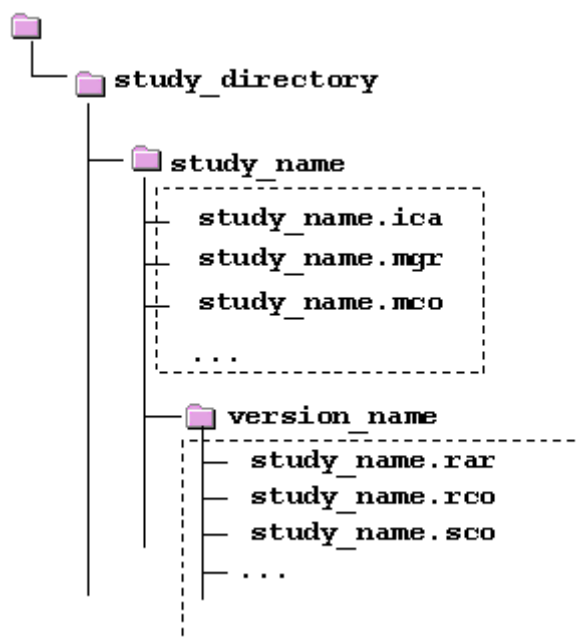 study_directory
study_name
study_name.ica
study_name.mgr
study_name.mco
...
version_name
study_name.rar
study_name.rco
study_name.sco
...